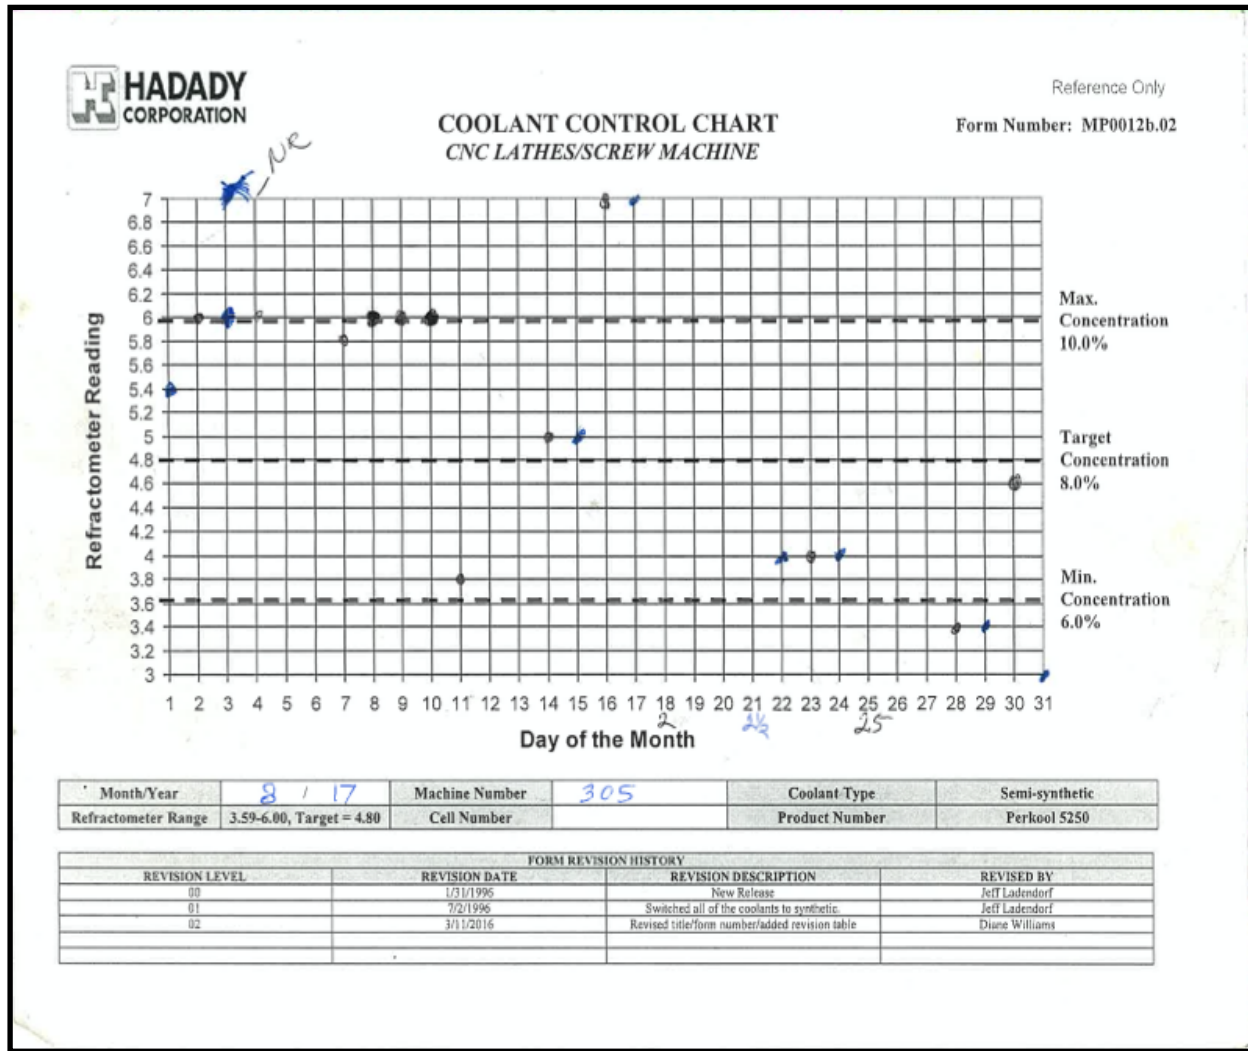 HADADY
CORPORATION
Reference Only
COOLANT CONTROL CHART
Form Number: MP0012b.02
CNC LATHES/SCREW MACHINE
NR
Refractometer Reading
7
6.8
6.6
6.4
6.2
6
5.8
5.6
5.4
5.2
5
4.8
4.6
4.4
4.2
4
3.8
3.6
3.4
3.2
3
Max.
Concentration
10.0%
Target
Concentration
8.0%
Min.
Concentration
6.0%
1 2 3 4 5 6 7 8 9 10 11 12 13 14 15 16 17 18 19 20 21 22 23 24 25 26 27 28 29 30 31
2 2½ 25
Day of the Month
Month/Year 8 / 17 Machine Number 305 Coolant Type Semi-synthetic
Refractometer Range 3.59-6.00, Target = 4.80 Cell Number Product Number Perkool 5250
FORM REVISION HISTORY
REVISION LEVEL REVISION DATE REVISION DESCRIPTION REVISED BY
00 1/31/1996 New Release Jeff Ladendorf
01 7/2/1996 Switched all of the coolants to synthetic. Jeff Ladendorf
02 3/11/2016 Revised title/form number/added revision table Diane Williams